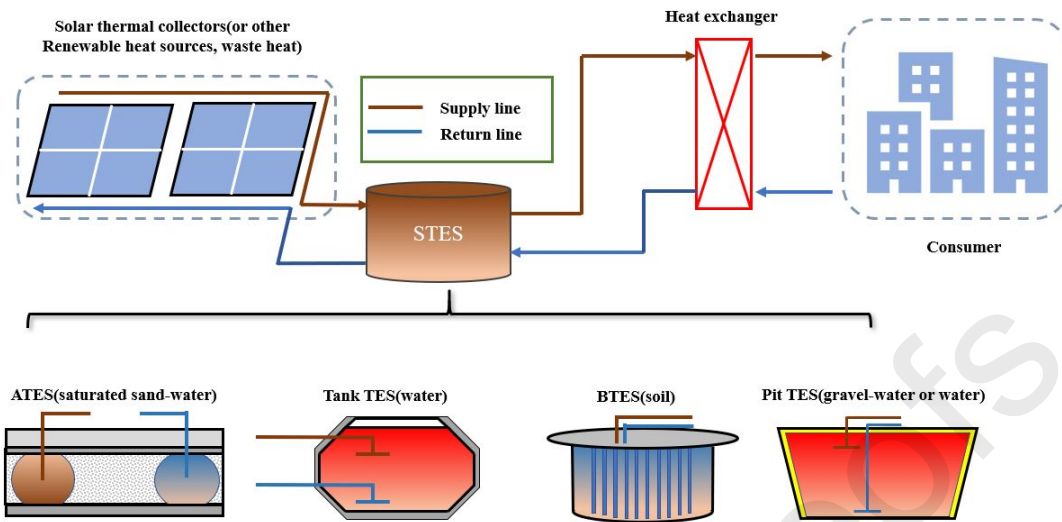 Solar thermal collectors(or other
Renewable heat sources, waste heat)
Heat exchanger
Supply line
Return line
STES
Consumer
ATES(saturated sand-water)
Tank TES(water)
BTES(soil)
Pit TES(gravel-water or water)
ofs